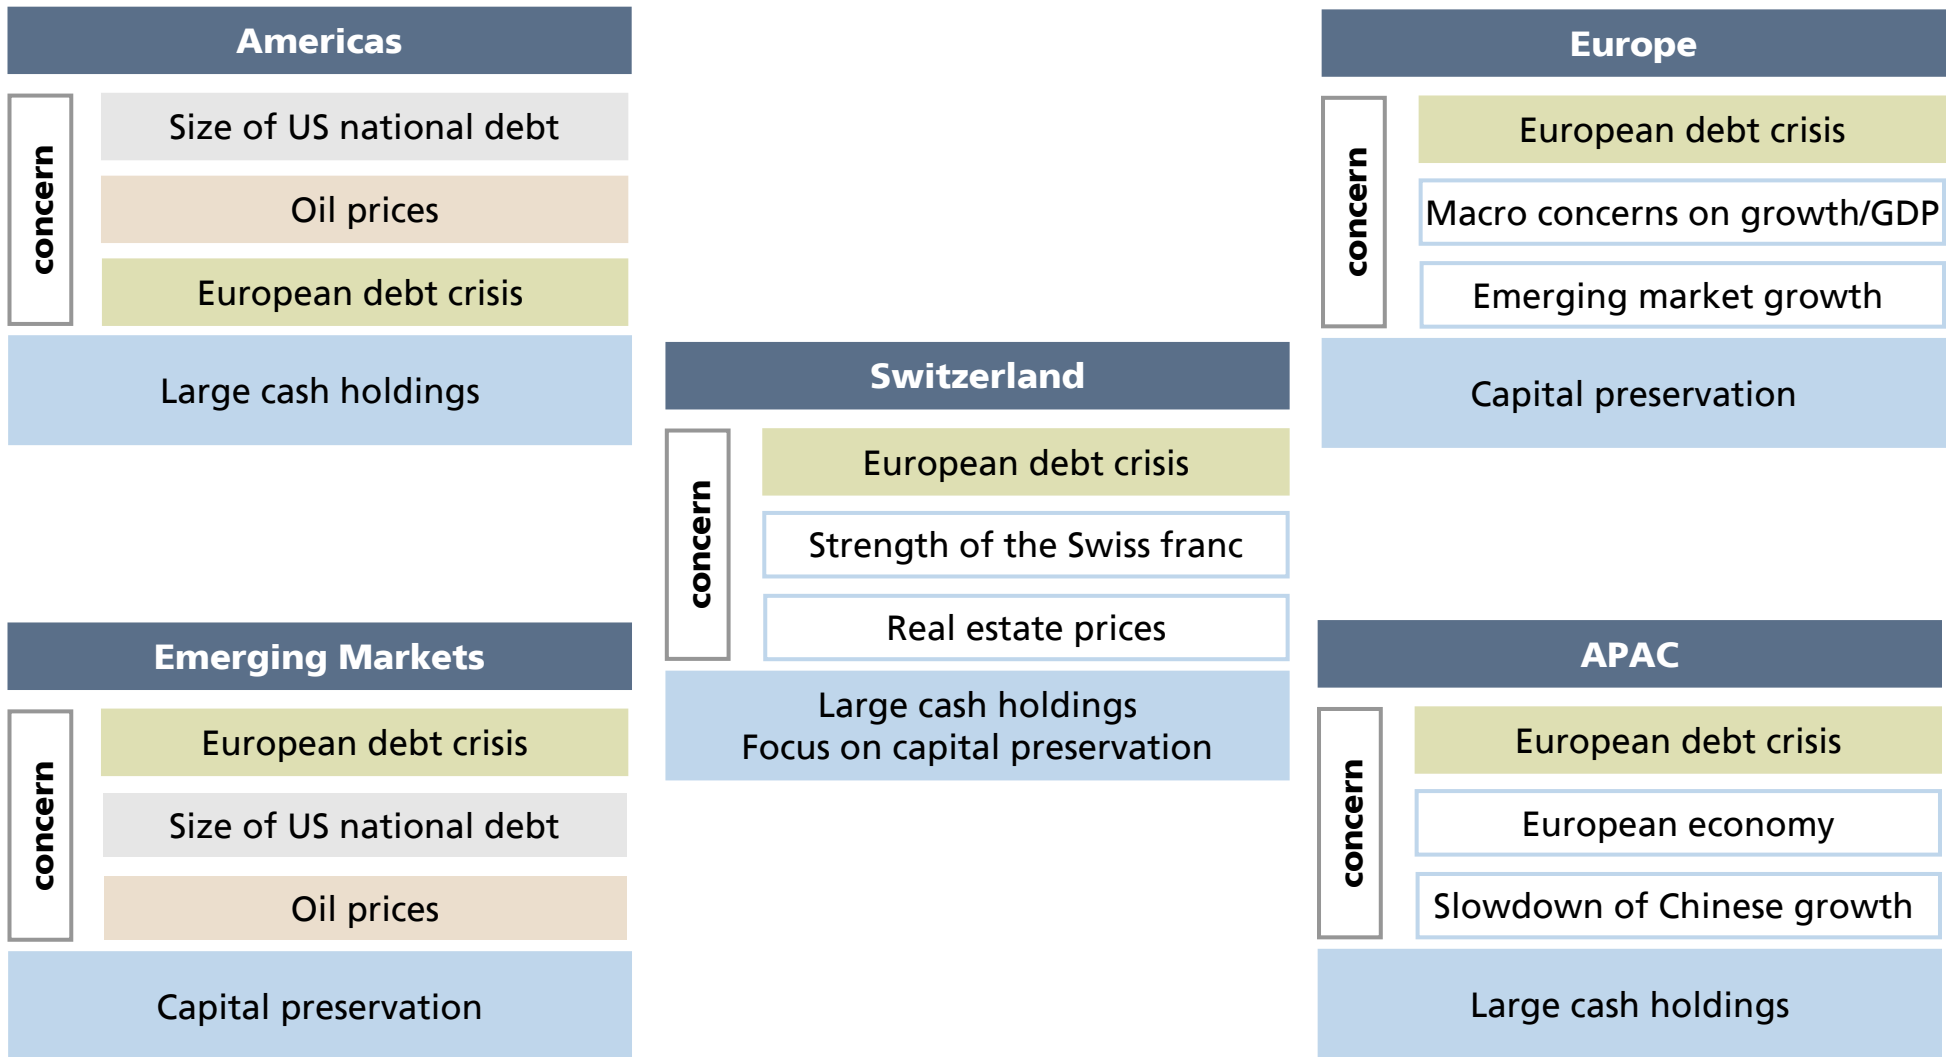 Americas
concern
Size of US national debt
Oil prices
European debt crisis
Large cash holdings
Europe
concern
European debt crisis
Macro concerns on growth/GDP
Emerging market growth
Capital preservation
Switzerland
concern
European debt crisis
Strength of the Swiss franc
Real estate prices
Large cash holdings
Focus on capital preservation
Emerging Markets
concern
European debt crisis
Size of US national debt
Oil prices
Capital preservation
APAC
concern
European debt crisis
European economy
Slowdown of Chinese growth
Large cash holdings